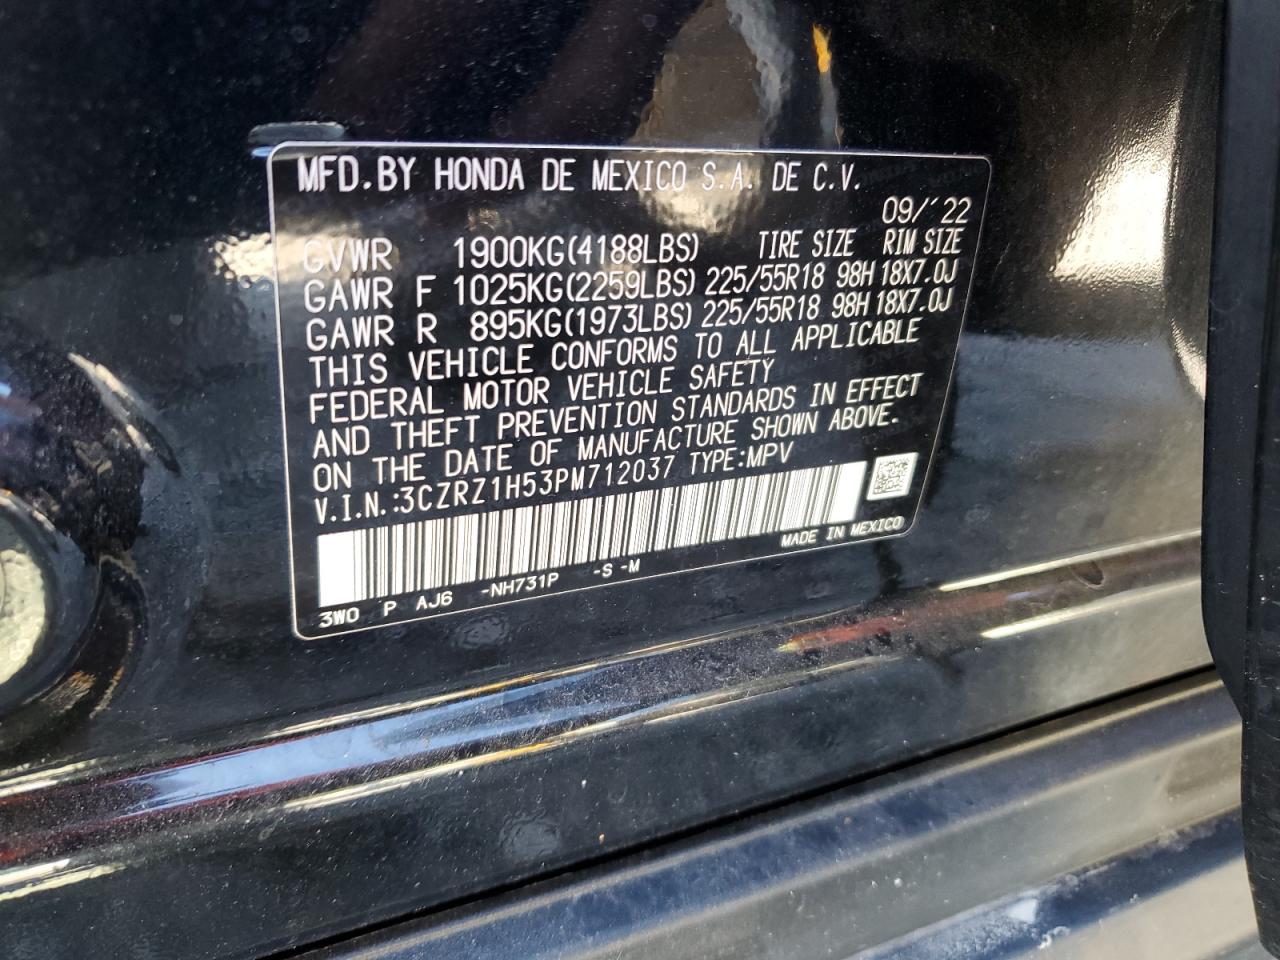 MFD.BY HONDA DE MEXICO S.A. DE C.V.
09/´22
GVWR 1900KG(4188LBS) TIRE SIZE RIM SIZE
GAWR F 1025KG(2259LBS) 225/55R18 98H 18X7.0J
GAWR R 895KG(1973LBS) 225/55R18 98H 18X7.0J
THIS VEHICLE CONFORMS TO ALL APPLICABLE
FEDERAL MOTOR VEHICLE SAFETY
AND THEFT PREVENTION STANDARDS IN EFFECT
ON THE DATE OF MANUFACTURE SHOWN ABOVE.
V.I.N.:3CZRZ1H53PM712037 TYPE:MPV
MADE IN MEXICO
3W0 P AJ6 -NH731P -S -M